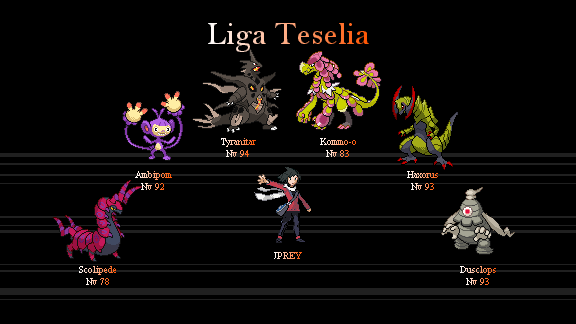 Liga Teselia
Tyranitar
Nv 94
Kommo-o
Nv 83
Ambipom
Nv 92
Haxorus
Nv 93
JPREY
Scolipede
Nv 78
Dusclops
Nv 93